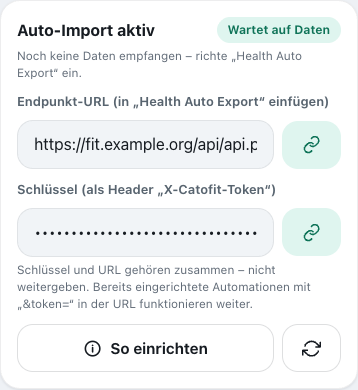 Auto-Import aktiv
Wartet auf Daten
Noch keine Daten empfangen – richte „Health Auto
Export“ ein.
Endpunkt-URL (in „Health Auto Export“ einfügen)
https://fit.example.org/api/api.p
Schlüssel (als Header „X-Catofit-Token“)
••••••••••••••••••••••••••••••••
Schlüssel und URL gehören zusammen – nicht
weitergeben. Bereits eingerichtete Automationen mit
„&token=“ in der URL funktionieren weiter.
So einrichten